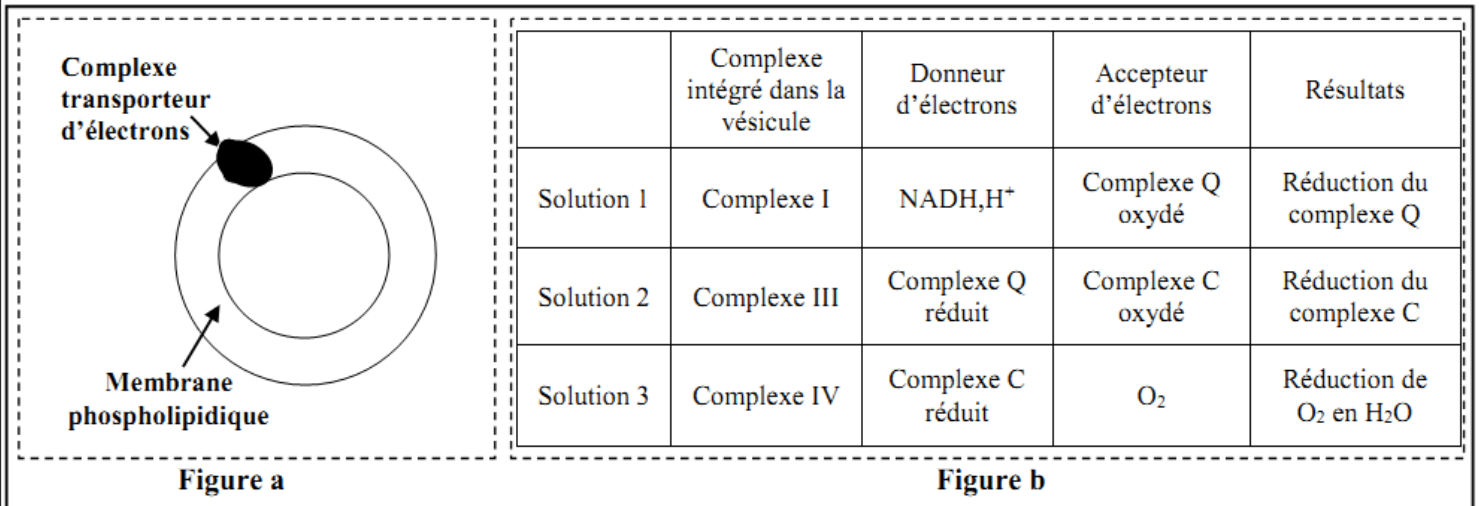 Complexe
transporteur
d'électrons
Membrane
phospholipidique
Figure a
Complexe
intégré dans la
vésicule
Donneur
d'électrons
Accepteur
d'électrons
Résultats
Solution 1
Complexe I
NADH,H⁺
Complexe Q
oxydé
Réduction du
complexe Q
Solution 2
Complexe III
Complexe Q
réduit
Complexe C
oxydé
Réduction du
complexe C
Solution 3
Complexe IV
Complexe C
réduit
O₂
Réduction de
O₂ en H₂O
Figure b